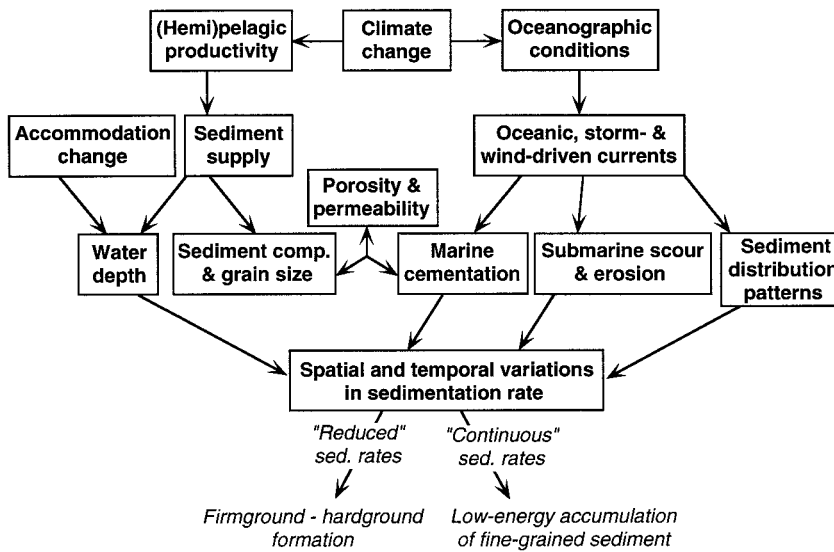 (Hemi)pelagic
productivity
Climate
change
Oceanographic
conditions
Accommodation
change
Sediment
supply
Oceanic, storm- &
wind-driven currents
Porosity &
permeability
Water
depth
Sediment comp.
& grain size
Marine
cementation
Submarine scour
& erosion
Sediment
distribution
patterns
Spatial and temporal variations
in sedimentation rate
"Reduced"
sed. rates
"Continuous"
sed. rates
Firmground - hardground
formation
Low-energy accumulation
of fine-grained sediment